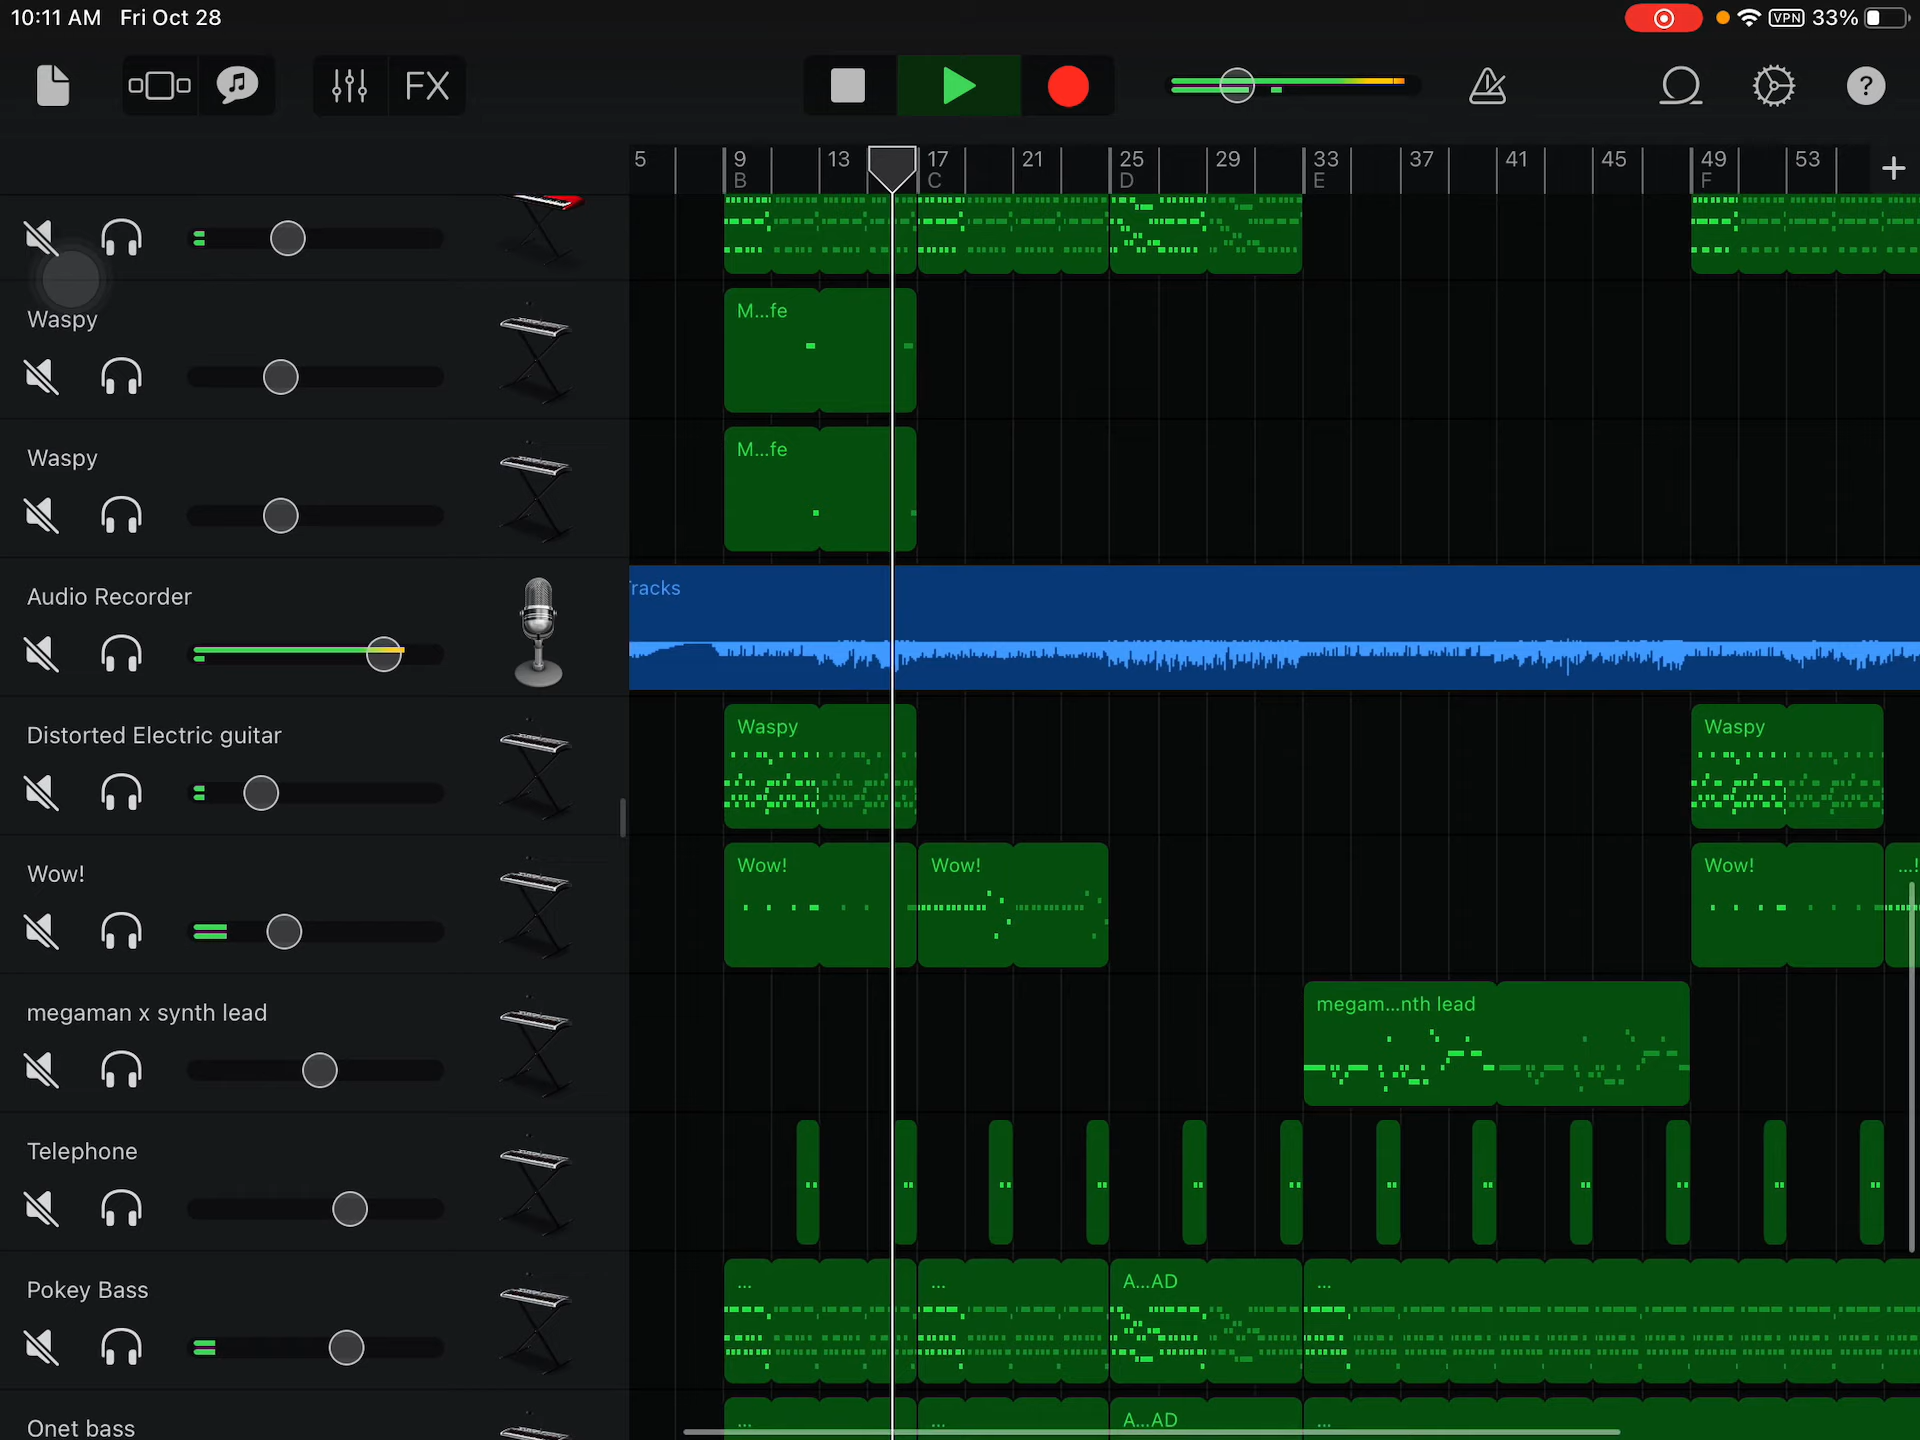 10:11 AM Fri Oct 28
VPN 33%
FX
?
5 9 13 17 21 25 29 33 37 41 45 49 53
B C D E F
Waspy
M...fe
Waspy
M...fe
Audio Recorder
Tracks
Distorted Electric guitar
Waspy Waspy
Wow!
Wow! Wow! Wow! ...!
megaman x synth lead
megam...nth lead
Telephone
Pokey Bass
... ... A...AD ...
Onet bass
... ... A...AD ...